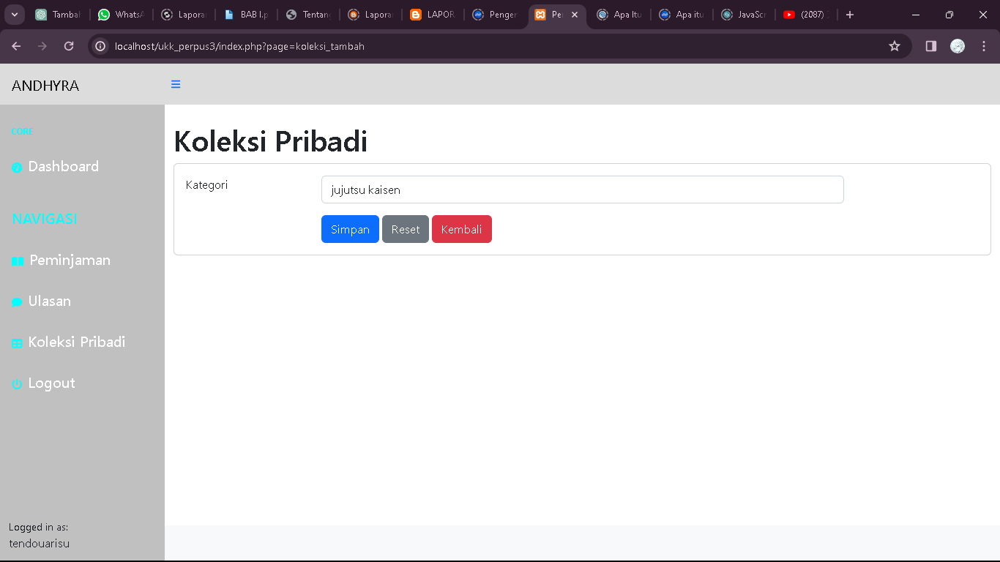 Tambah
WhatsA
Lapora
BAB I.p
Tentang
Laporan
LAPOR
Penger
Pe
Apa Itu
Apa itu
JavaScr
(2087)
localhost/ukk_perpus3/index.php?page=koleksi_tambah
ANDHYRA
CORE
Dashboard
NAVIGASI
Peminjaman
Ulasan
Koleksi Pribadi
Logout
Logged in as:
tendouarisu
Koleksi Pribadi
Kategori
jujutsu kaisen
Simpan Reset Kembali